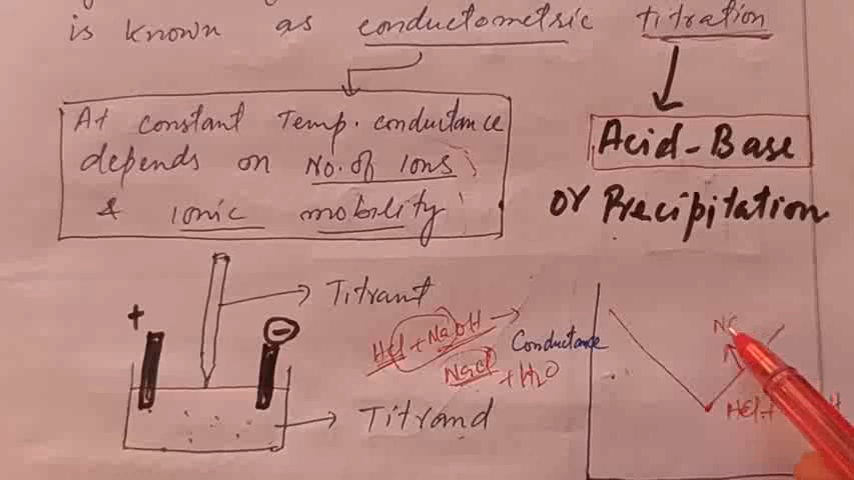 is known as conductometric titration
At constant Temp. conductance
depends on No. of Ions
& ionic mobility
Acid-Base
or Precipitation
Titrant
+
-
HCl + NaOH →
NaCl + H2O
Conductance
Titrand